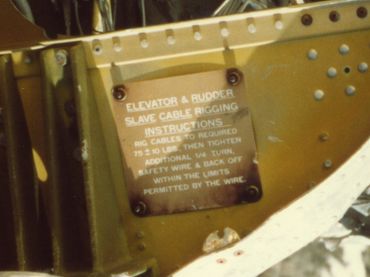 ELEVATOR & RUDDER
SLAVE CABLE RIGGING
INSTRUCTIONS
RIG CABLES TO REQUIRED
75 ± 10 LBS. THEN TIGHTEN
ADDITIONAL 1/4 TURN,
SAFETY WIRE & BACK OFF
WITHIN THE LIMITS
PERMITTED BY THE WIRE.